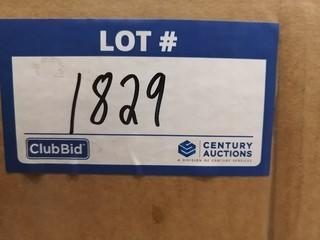 LOT #
1829
ClubBid
CENTURY
AUCTIONS
A DIVISION OF CENTURY SERVICES